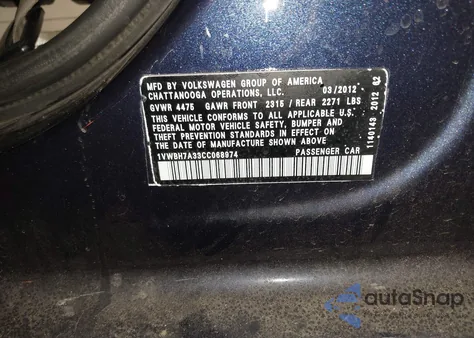 MFD BY VOLKSWAGEN GROUP OF AMERICA
CHATTANOOGA OPERATIONS, LLC. 03/2012
GVWR 4475 GAWR FRONT 2315 / REAR 2271 LBS
THIS VEHICLE CONFORMS TO ALL APPLICABLE U.S.
FEDERAL MOTOR VEHICLE SAFETY, BUMPER AND
THEFT PREVENTION STANDARDS IN EFFECT ON THE
DATE OF MANUFACTURE SHOWN ABOVE
1VWBH7A33CC068974 PASSENGER CAR
1140143 2012 G2
autoSnap